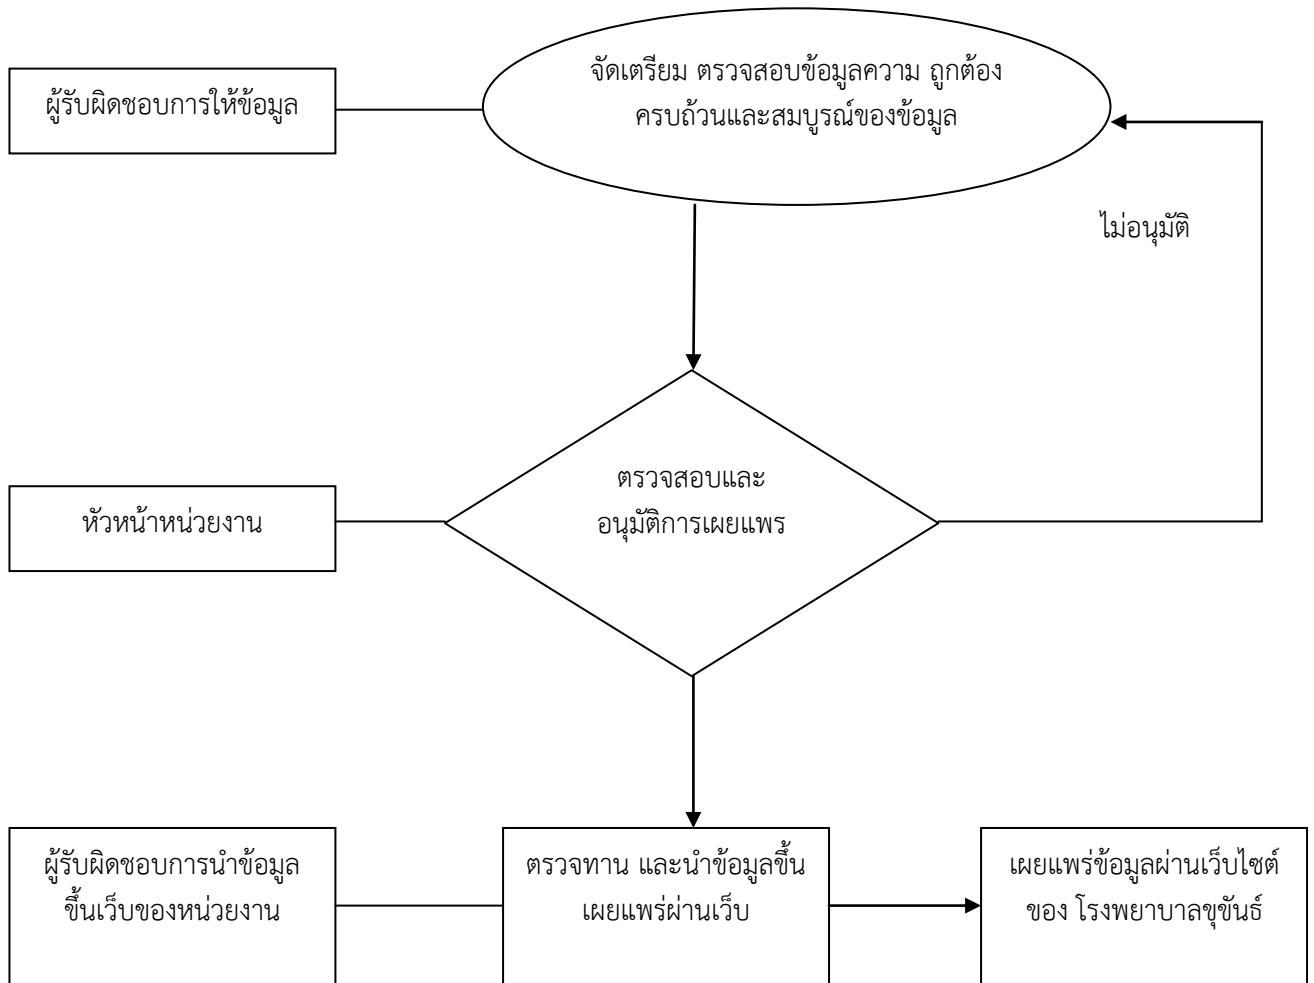 ผู้รับผิดชอบการให้ข้อมูล
จัดเตรียม ตรวจสอบข้อมูลความ ถูกต้อง
ครบถ้วนและสมบูรณ์ของข้อมูล
ไม่อนุมัติ
หัวหน้าหน่วยงาน
ตรวจสอบและ
อนุมัติการเผยแพร
ผู้รับผิดชอบการนำข้อมูล
ขึ้นเว็บของหน่วยงาน
ตรวจทาน และนำข้อมูลขึ้น
เผยแพร่ผ่านเว็บ
เผยแพร่ข้อมูลผ่านเว็บไซต์
ของ โรงพยาบาลขุขันธ์